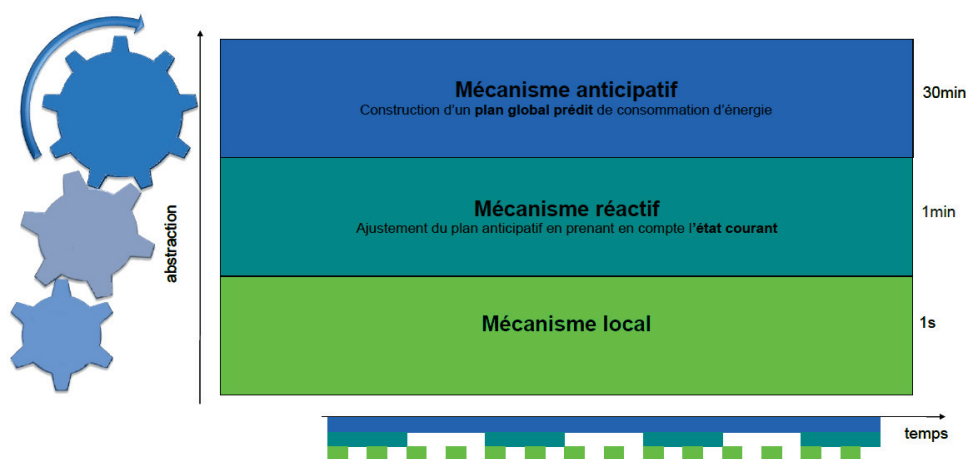 Mécanisme anticipatif
Construction d'un plan global prédit de consommation d'énergie
30min
Mécanisme réactif
Ajustement du plan anticipatif en prenant en compte l'état courant
1min
abstraction
Mécanisme local
1s
temps